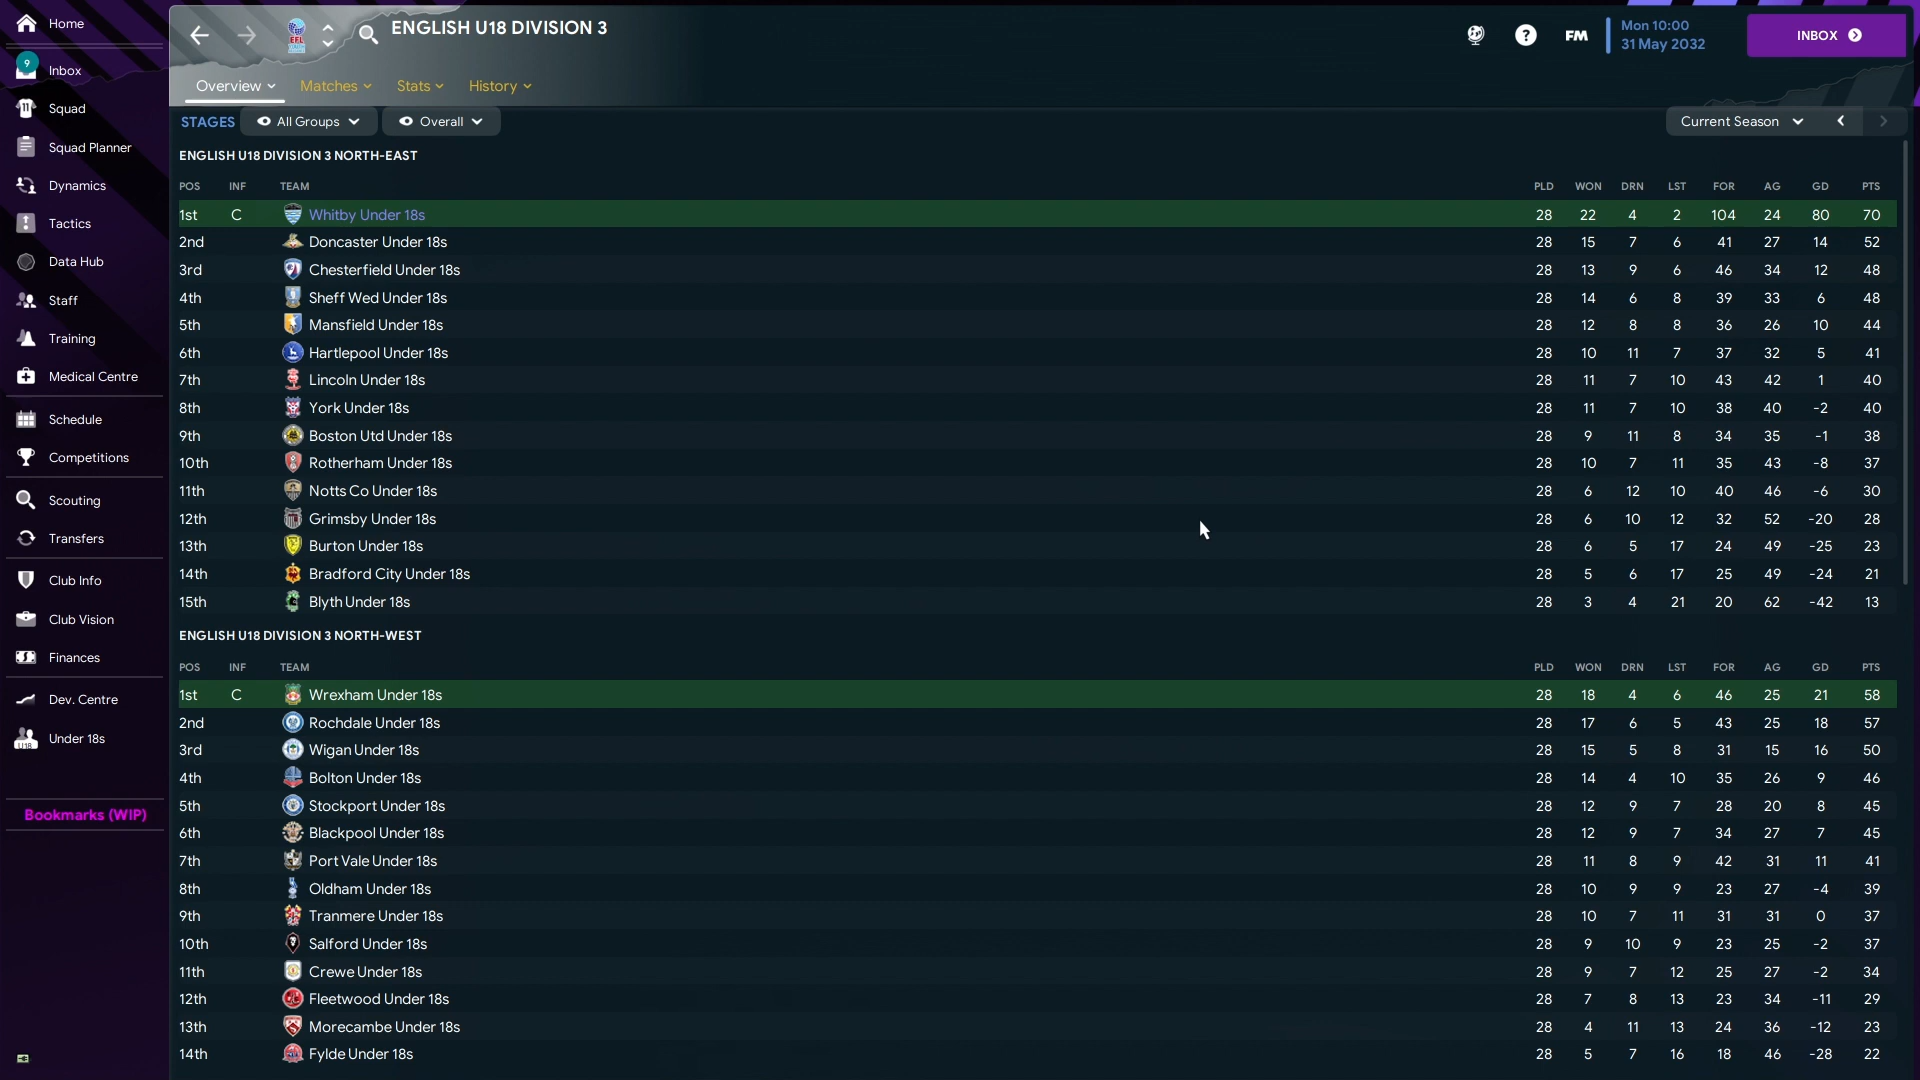 Home
9
Inbox
Squad
Squad Planner
Dynamics
Tactics
Data Hub
Staff
Training
Medical Centre
Schedule
Competitions
Scouting
Transfers
Club Info
Club Vision
Finances
Dev. Centre
U18
Under 18s
Bookmarks (WIP)
EFL
ENGLISH U18 DIVISION 3
FM
Mon 10:00
31 May 2032
INBOX
Overview Matches Stats History
STAGES All Groups Overall Current Season
ENGLISH U18 DIVISION 3 NORTH-EAST
POS INF TEAM PLD WON DRN LST FOR AG GD PTS
1st C Whitby Under 18s 28 22 4 2 104 24 80 70
2nd Doncaster Under 18s 28 15 7 6 41 27 14 52
3rd Chesterfield Under 18s 28 13 9 6 46 34 12 48
4th Sheff Wed Under 18s 28 14 6 8 39 33 6 48
5th Mansfield Under 18s 28 12 8 8 36 26 10 44
6th Hartlepool Under 18s 28 10 11 7 37 32 5 41
7th Lincoln Under 18s 28 11 7 10 43 42 1 40
8th York Under 18s 28 11 7 10 38 40 -2 40
9th Boston Utd Under 18s 28 9 11 8 34 35 -1 38
10th Rotherham Under 18s 28 10 7 11 35 43 -8 37
11th Notts Co Under 18s 28 6 12 10 40 46 -6 30
12th Grimsby Under 18s 28 6 10 12 32 52 -20 28
13th Burton Under 18s 28 6 5 17 24 49 -25 23
14th Bradford City Under 18s 28 5 6 17 25 49 -24 21
15th Blyth Under 18s 28 3 4 21 20 62 -42 13
ENGLISH U18 DIVISION 3 NORTH-WEST
POS INF TEAM PLD WON DRN LST FOR AG GD PTS
1st C Wrexham Under 18s 28 18 4 6 46 25 21 58
2nd Rochdale Under 18s 28 17 6 5 43 25 18 57
3rd Wigan Under 18s 28 15 5 8 31 15 16 50
4th Bolton Under 18s 28 14 4 10 35 26 9 46
5th Stockport Under 18s 28 12 9 7 28 20 8 45
6th Blackpool Under 18s 28 12 9 7 34 27 7 45
7th Port Vale Under 18s 28 11 8 9 42 31 11 41
8th Oldham Under 18s 28 10 9 9 23 27 -4 39
9th Tranmere Under 18s 28 10 7 11 31 31 0 37
10th Salford Under 18s 28 9 10 9 23 25 -2 37
11th Crewe Under 18s 28 9 7 12 25 27 -2 34
12th Fleetwood Under 18s 28 7 8 13 23 34 -11 29
13th Morecambe Under 18s 28 4 11 13 24 36 -12 23
14th Fylde Under 18s 28 5 7 16 18 46 -28 22